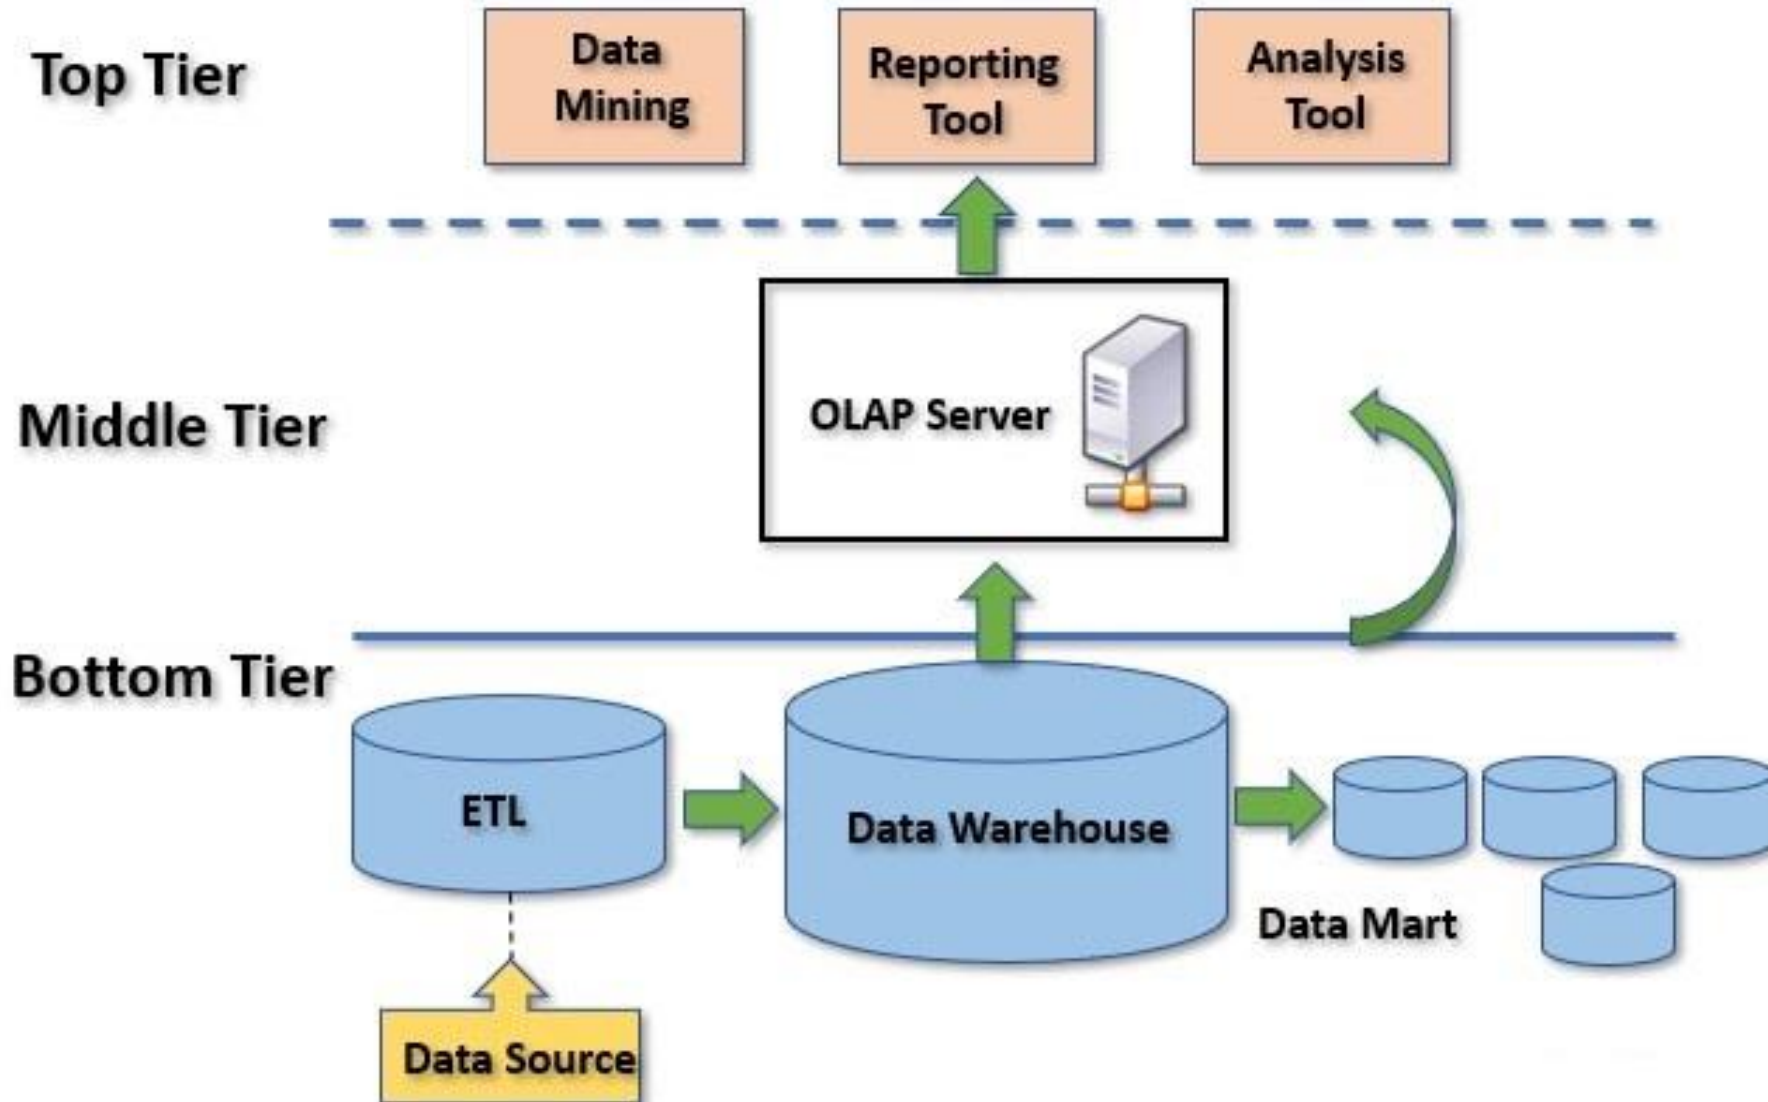 Top Tier
Data
Mining
Reporting
Tool
Analysis
Tool
Middle Tier
OLAP Server
Bottom Tier
ETL
Data Warehouse
Data Mart
Data Source